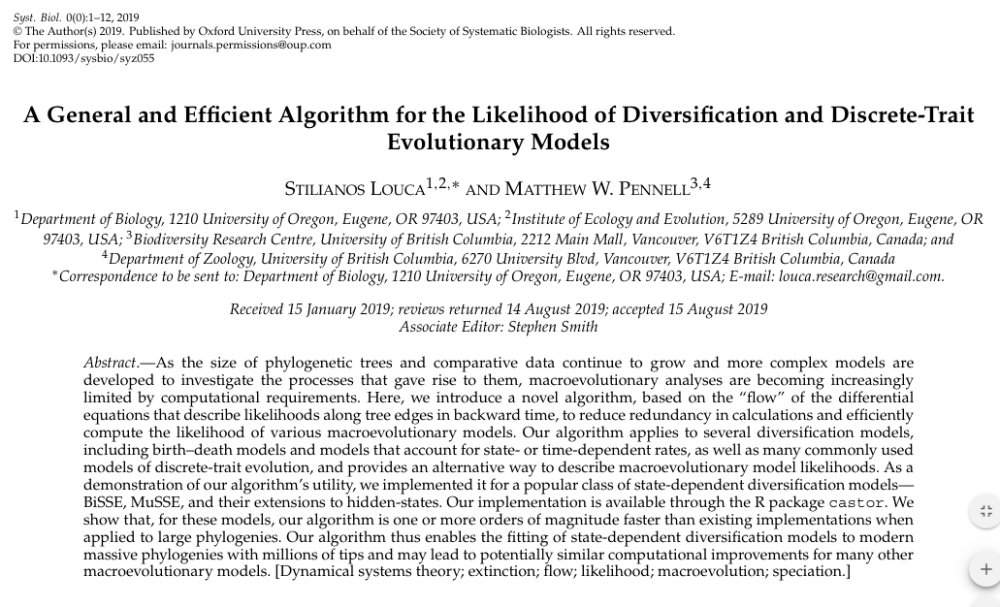 Syst. Biol. 0(0):1–12, 2019
© The Author(s) 2019. Published by Oxford University Press, on behalf of the Society of Systematic Biologists. All rights reserved.
For permissions, please email: journals.permissions@oup.com
DOI:10.1093/sysbio/syz055
A General and Efficient Algorithm for the Likelihood of Diversification and Discrete-Trait
Evolutionary Models
STILIANOS LOUCA1,2,∗ AND MATTHEW W. PENNELL3,4
1Department of Biology, 1210 University of Oregon, Eugene, OR 97403, USA; 2Institute of Ecology and Evolution, 5289 University of Oregon, Eugene, OR
97403, USA; 3Biodiversity Research Centre, University of British Columbia, 2212 Main Mall, Vancouver, V6T1Z4 British Columbia, Canada; and
4Department of Zoology, University of British Columbia, 6270 University Blvd, Vancouver, V6T1Z4 British Columbia, Canada
∗Correspondence to be sent to: Department of Biology, 1210 University of Oregon, Eugene, OR 97403, USA; E-mail: louca.research@gmail.com.
Received 15 January 2019; reviews returned 14 August 2019; accepted 15 August 2019
Associate Editor: Stephen Smith
Abstract.—As the size of phylogenetic trees and comparative data continue to grow and more complex models are
developed to investigate the processes that gave rise to them, macroevolutionary analyses are becoming increasingly
limited by computational requirements. Here, we introduce a novel algorithm, based on the “flow” of the differential
equations that describe likelihoods along tree edges in backward time, to reduce redundancy in calculations and efficiently
compute the likelihood of various macroevolutionary models. Our algorithm applies to several diversification models,
including birth–death models and models that account for state- or time-dependent rates, as well as many commonly used
models of discrete-trait evolution, and provides an alternative way to describe macroevolutionary model likelihoods. As a
demonstration of our algorithm’s utility, we implemented it for a popular class of state-dependent diversification models—
BiSSE, MuSSE, and their extensions to hidden-states. Our implementation is available through the R package castor. We
show that, for these models, our algorithm is one or more orders of magnitude faster than existing implementations when
applied to large phylogenies. Our algorithm thus enables the fitting of state-dependent diversification models to modern
massive phylogenies with millions of tips and may lead to potentially similar computational improvements for many other
macroevolutionary models. [Dynamical systems theory; extinction; flow; likelihood; macroevolution; speciation.]